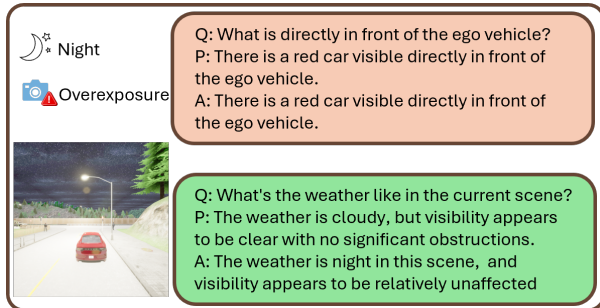 Night
Overexposure
Q: What is directly in front of the ego vehicle?
P: There is a red car visible directly in front of
the ego vehicle.
A: There is a red car visible directly in front of
the ego vehicle.
Q: What's the weather like in the current scene?
P: The weather is cloudy, but visibility appears
to be clear with no significant obstructions.
A: The weather is night in this scene, and
visibility appears to be relatively unaffected